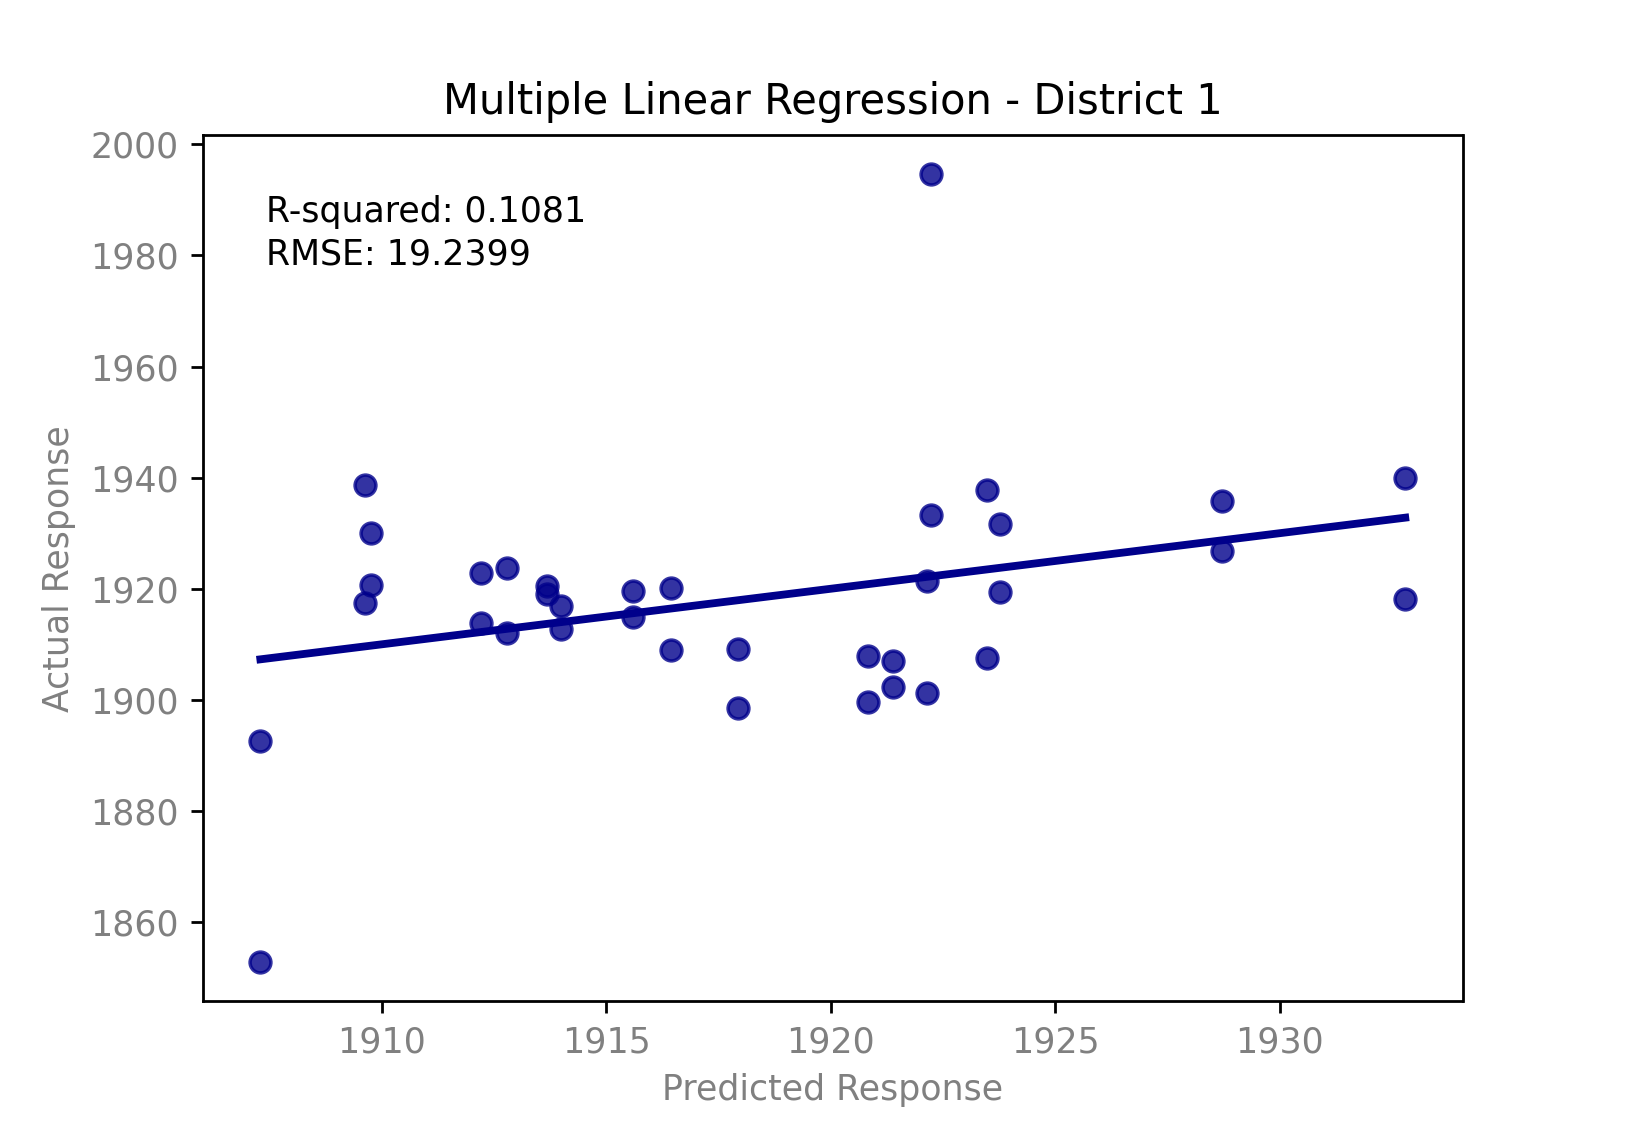 Multiple Linear Regression - District 1
R-squared: 0.1081
RMSE: 19.2399
2000
1980
1960
1940
1920
1900
1880
1860
Actual Response
1910 1915 1920 1925 1930
Predicted Response